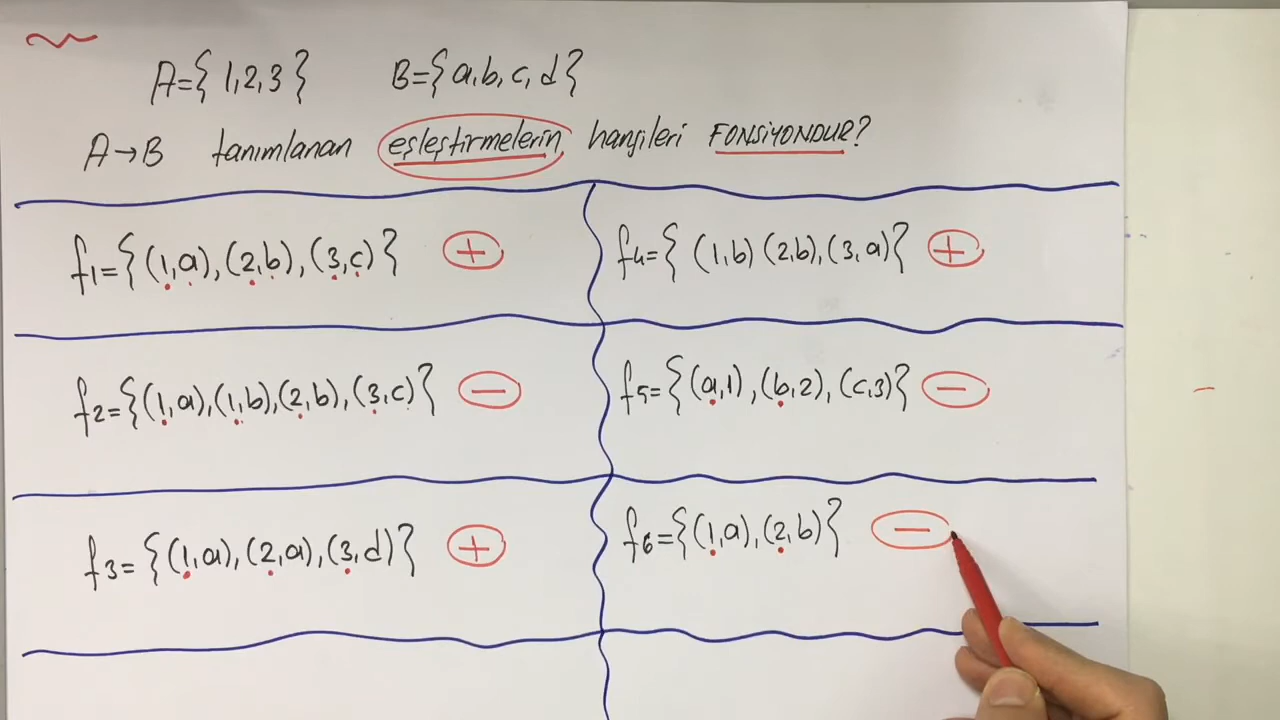 A={1,2,3} B={a,b,c,d}
A→B tanımlanan eşleştirmelerin hangileri FONSİYONDUR?
f1={(1,a),(2,b),(3,c)} +
f2={(1,a),(1,b),(2,b),(3,c)} −
f3={(1,a),(2,a),(3,d)} +
f4={(1,b)(2,b),(3,a)} +
f5={(a,1),(b,2),(c,3)} −
f6={(1,a),(2,b)} −